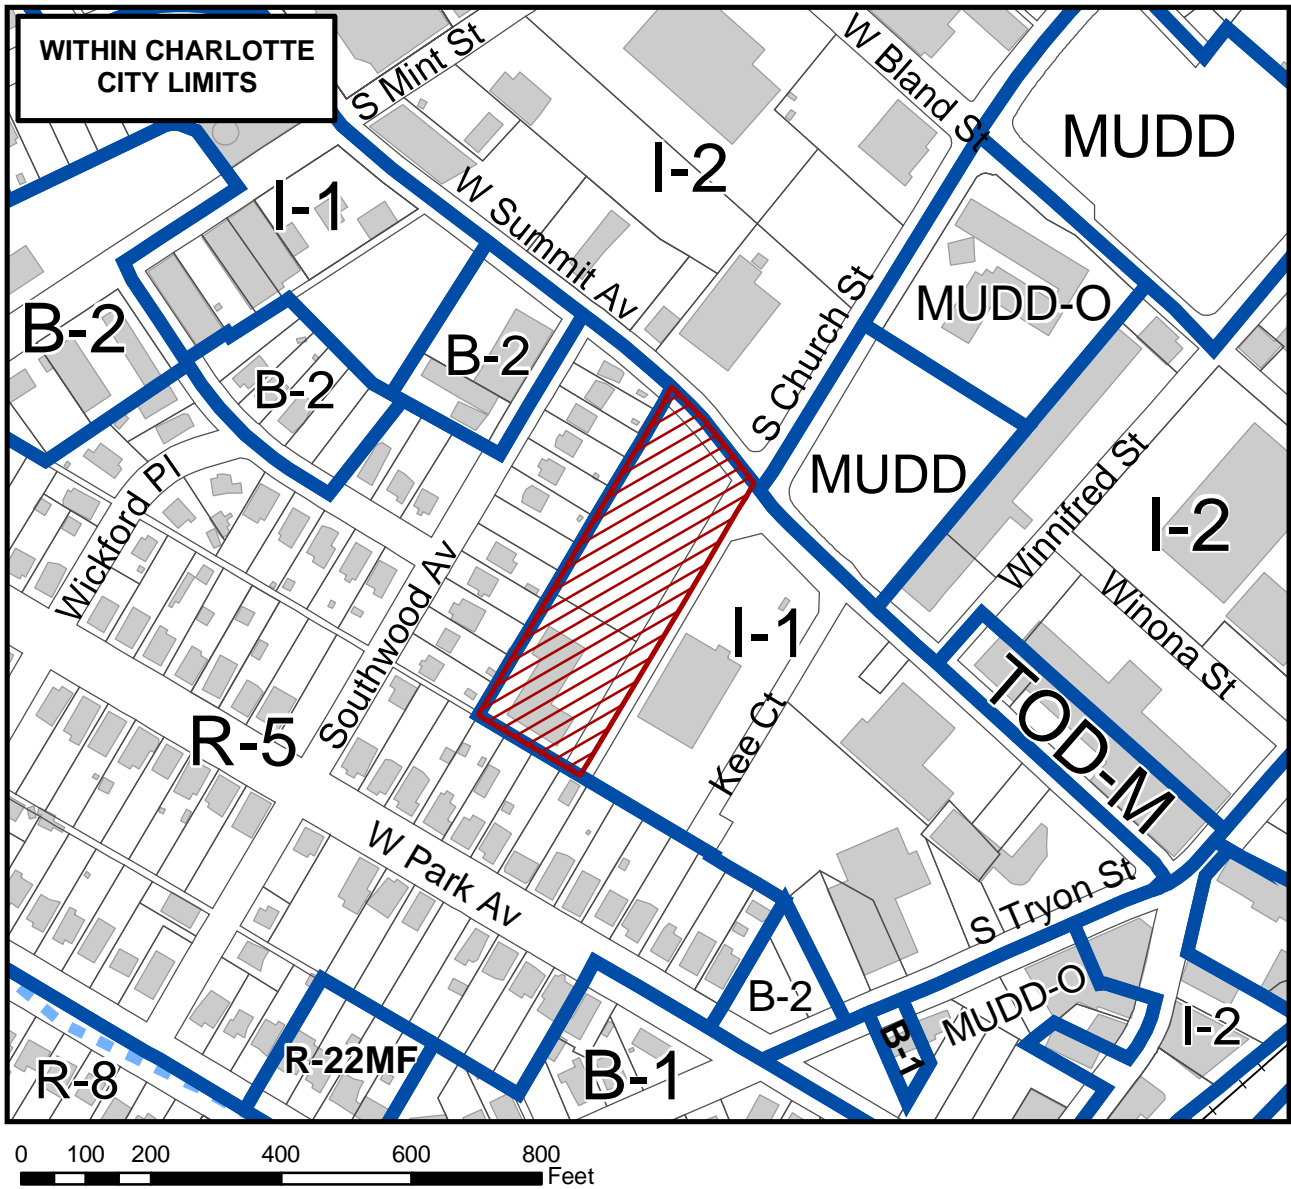 WITHIN CHARLOTTE
CITY LIMITS
S Mint St
W Bland St
MUDD
I-2
I-1
W Summit Av
B-2
B-2
B-2
S Church St
MUDD-O
MUDD
Winnifred St
I-2
Wickford Pl
Southwood Av
I-1
Winona St
R-5
Kee Ct
TOD-M
W Park Av
S Tryon St
B-2
MUDD-O
B-1
I-2
R-8
R-22MF
B-1
0 100 200 400 600 800
Feet